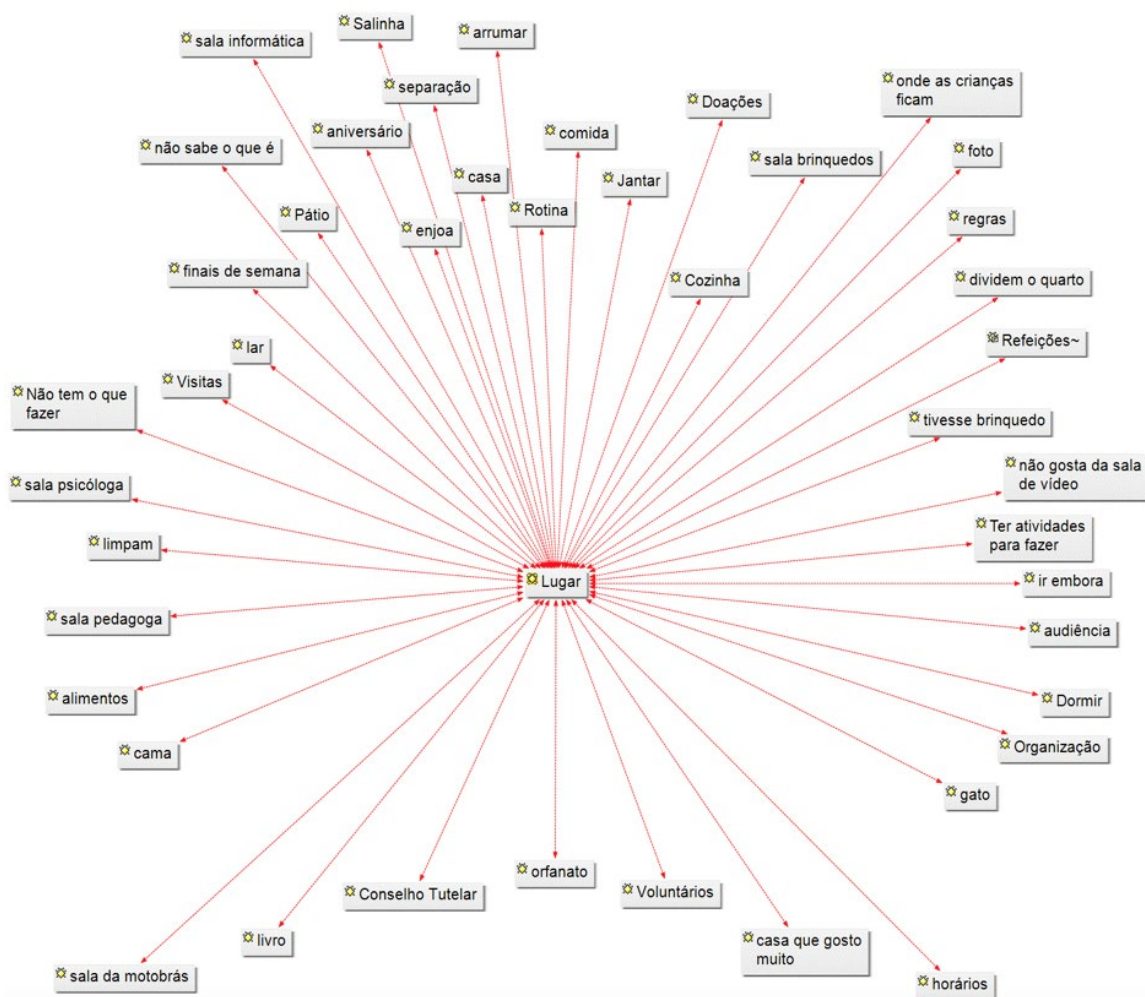 Salinha
arrumar
sala informática
separação
onde as crianças
ficam
Doações
aniversário
comida
não sabe o que é
sala brinquedos
foto
casa
Jantar
Rotina
Pátio
enjoa
regras
finais de semana
Cozinha
dividem o quarto
lar
Refeições~
Visitas
Não tem o que
fazer
tivesse brinquedo
não gosta da sala
de vídeo
sala psicóloga
Ter atividades
para fazer
limpam
Lugar
ir embora
sala pedagoga
audiência
alimentos
Dormir
cama
Organização
gato
orfanato
Conselho Tutelar
Voluntários
livro
casa que gosto
muito
sala da motobrás
horários